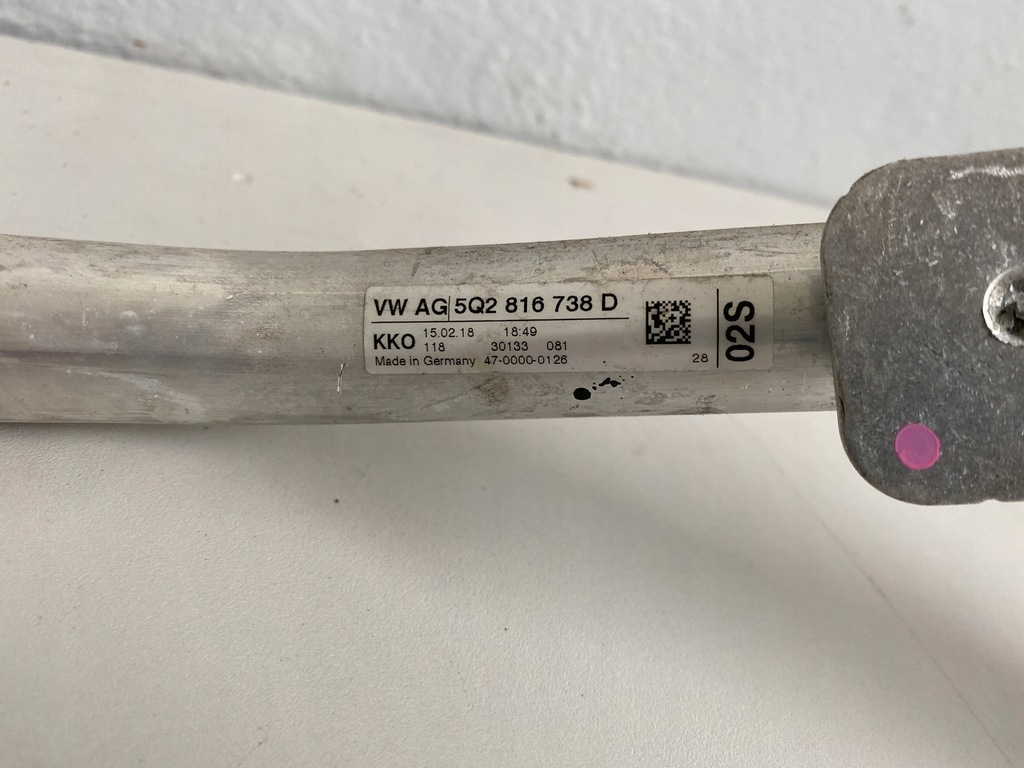 VW AG 5Q2 816 738 D
KKO 15.02.18 18:49
118 30133 081
Made in Germany 47-0000-0126
28
02S